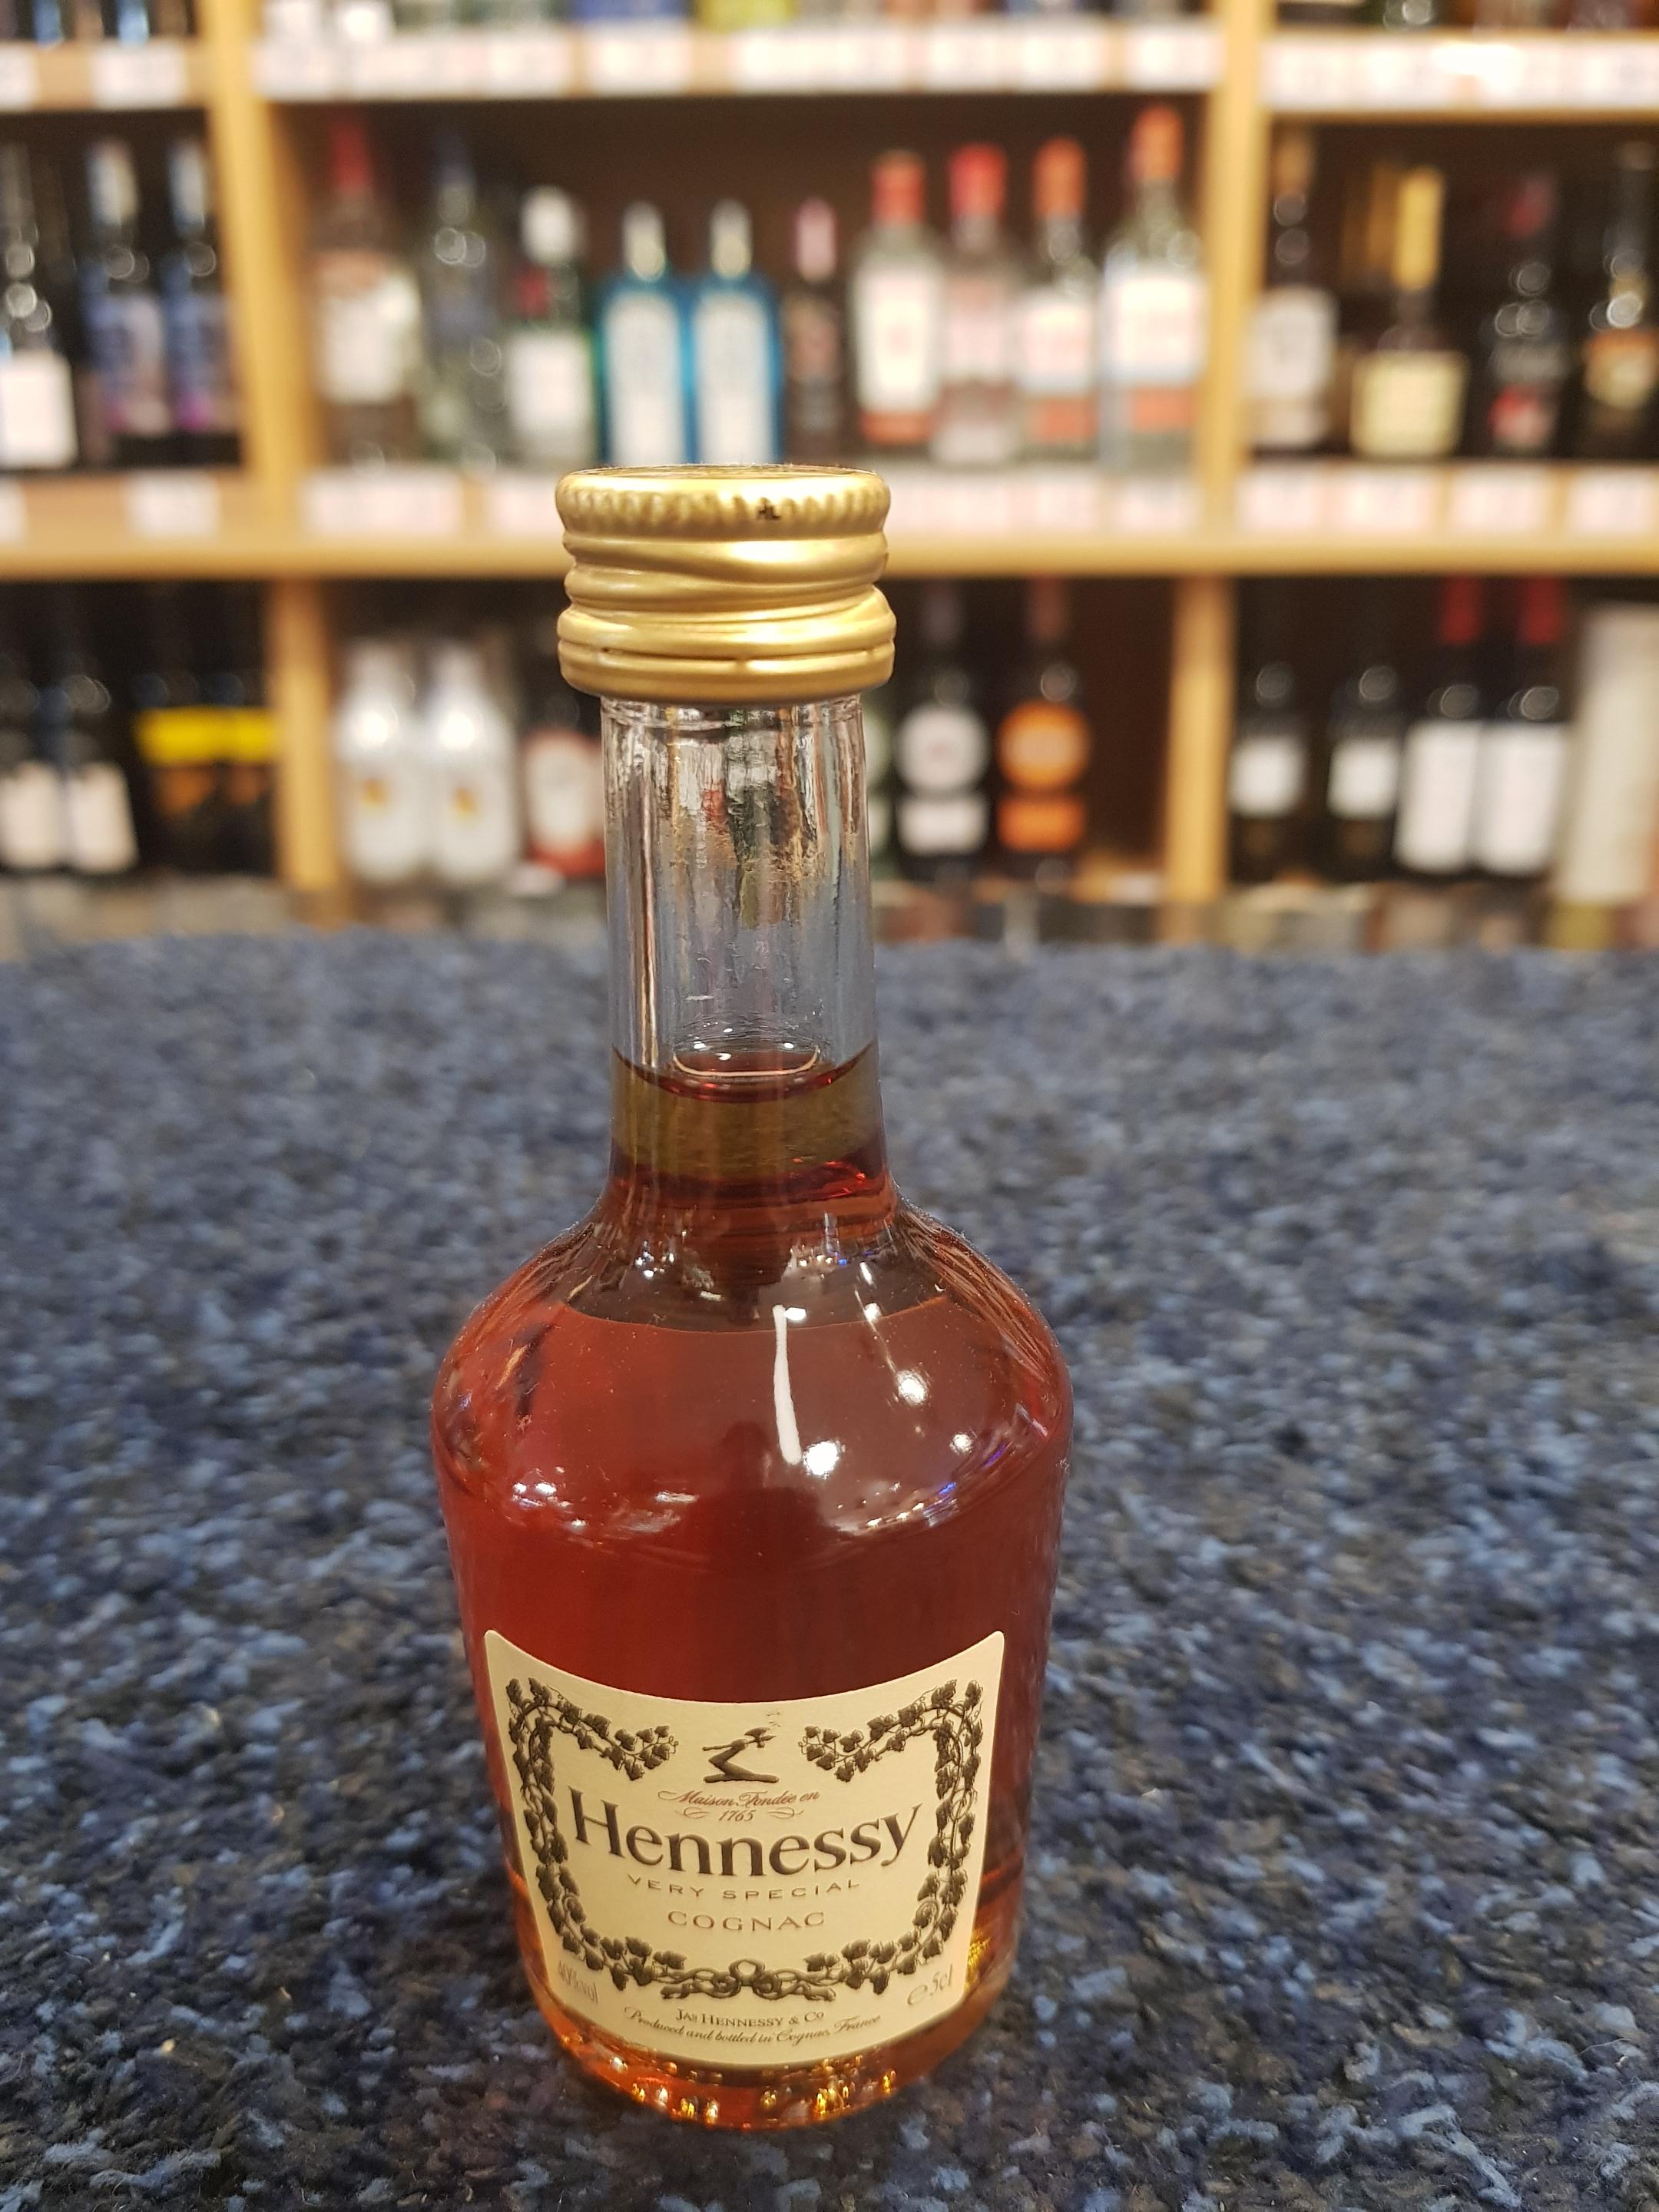 Maison Fondée en
1765
Hennessy
VERY SPECIAL
COGNAC
40%vol
e 5cl
JAS HENNESSY & CO
Produced and bottled in Cognac, France